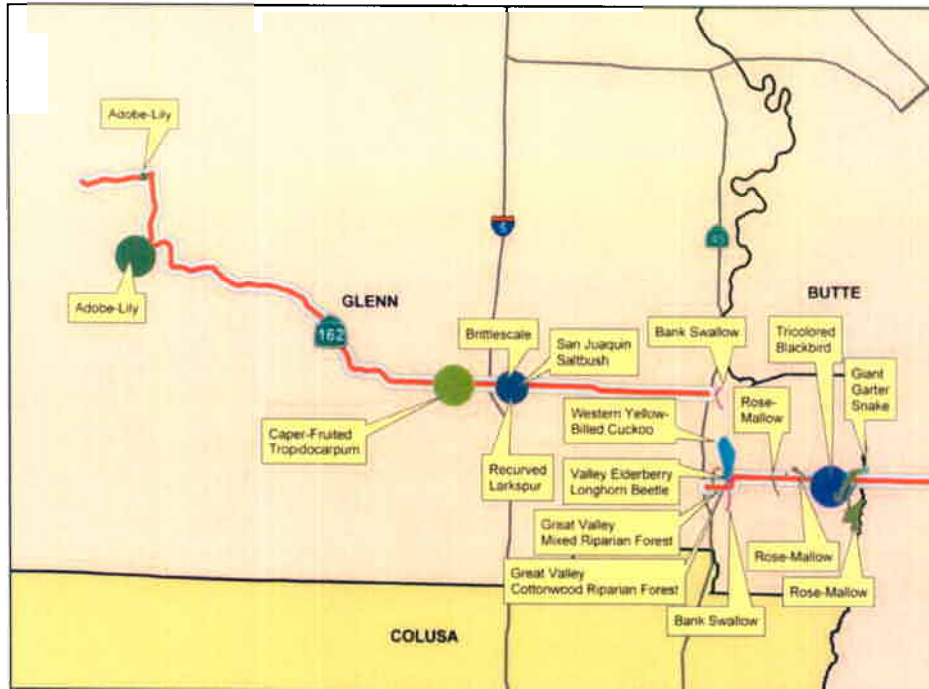 Adobe-Lily
5
45
Adobe-Lily
GLENN
BUTTE
162
Brittlescale
San Juaquin
Saltbush
Bank Swallow
Tricolored
Blackbird
Giant
Garter
Snake
Rose-
Mallow
Caper-Fruited
Tropidocarpum
Western Yellow-
Billed Cuckoo
Recurved
Larkspur
Valley Elderberry
Longhorn Beetle
Great Valley
Mixed Riparian Forest
Rose-Mallow
Great Valley
Cottonwood Riparian Forest
Rose-Mallow
Bank Swallow
COLUSA